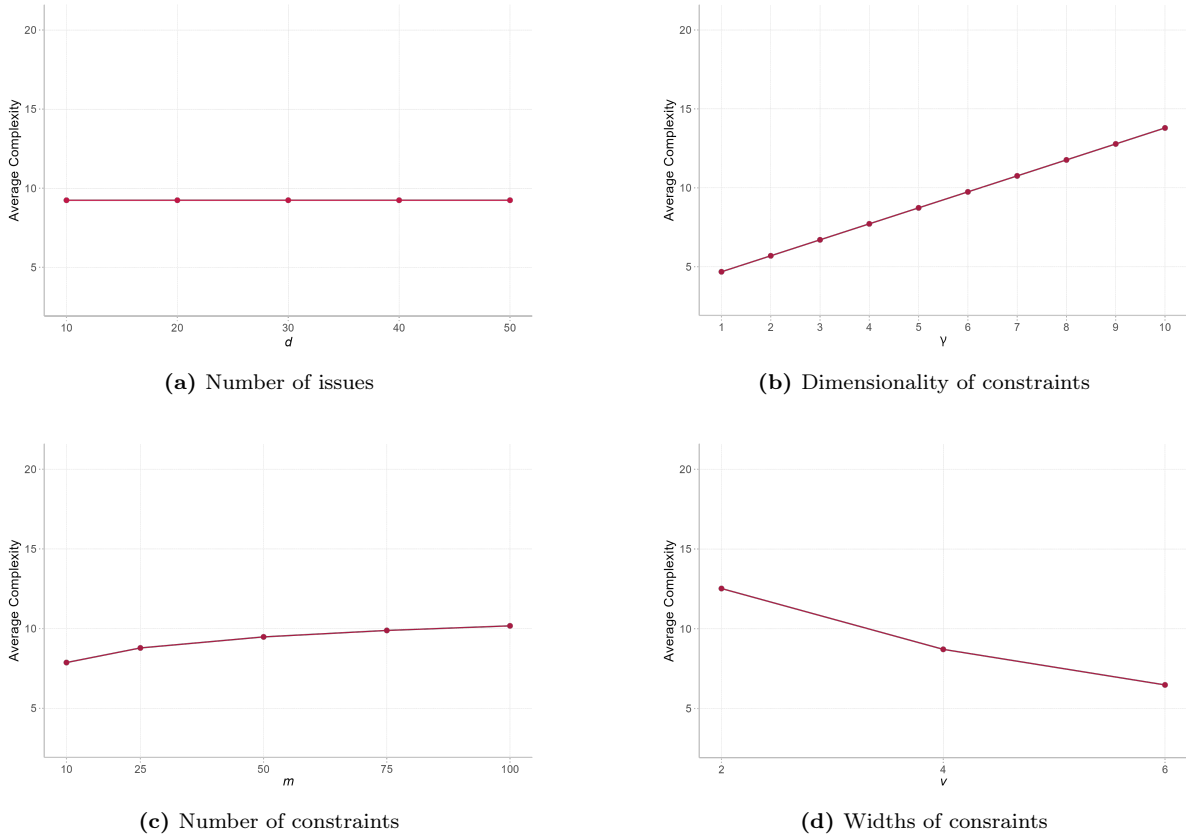 Average Complexity
20
15
10
5
10 20 30 40 50
d
(a) Number of issues
Average Complexity
20
15
10
5
1 2 3 4 5 6 7 8 9 10
γ
(b) Dimensionality of constraints
Average Complexity
20
15
10
5
10 25 50 75 100
m
(c) Number of constraints
Average Complexity
20
15
10
5
2 4 6
v
(d) Widths of consraints